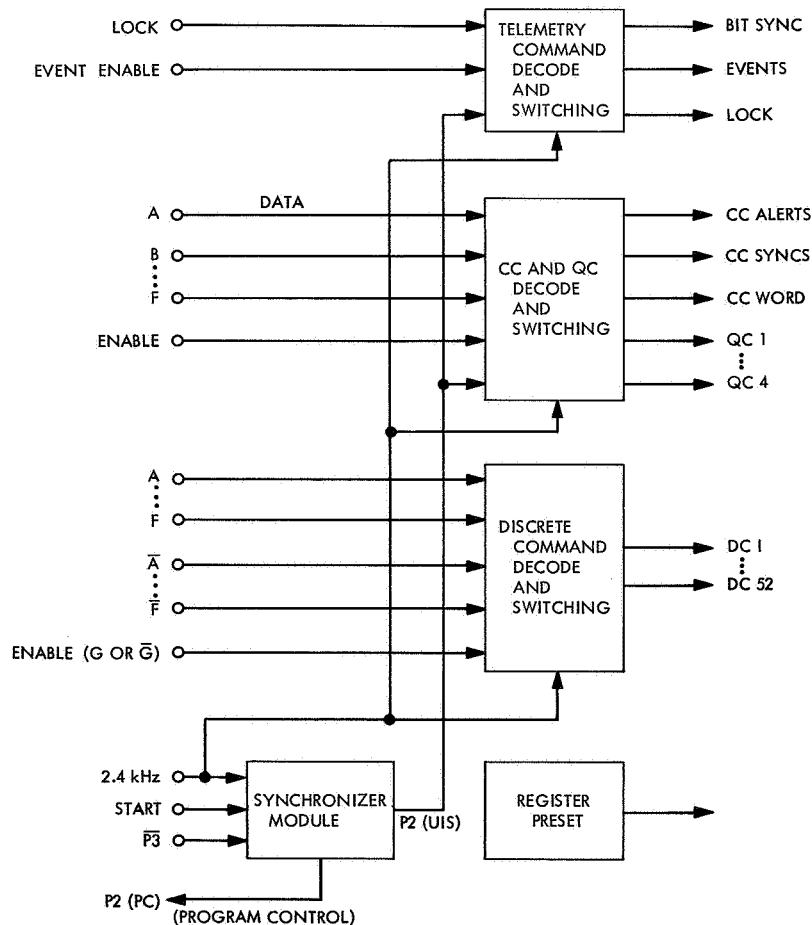 LOCK
EVENT ENABLE
TELEMETRY
COMMAND
DECODE
AND
SWITCHING
BIT SYNC
EVENTS
LOCK
A
DATA
B
F
ENABLE
CC AND QC
DECODE
AND
SWITCHING
CC ALERTS
CC SYNCS
CC WORD
QC 1
QC 4
A
F
A̅
F̅
ENABLE (G OR G̅)
DISCRETE
COMMAND
DECODE
AND
SWITCHING
DC 1
DC 52
2.4 kHz
START
P̅3̅
SYNCHRONIZER
MODULE
P2 (UIS)
REGISTER
PRESET
P2 (PC)
(PROGRAM CONTROL)